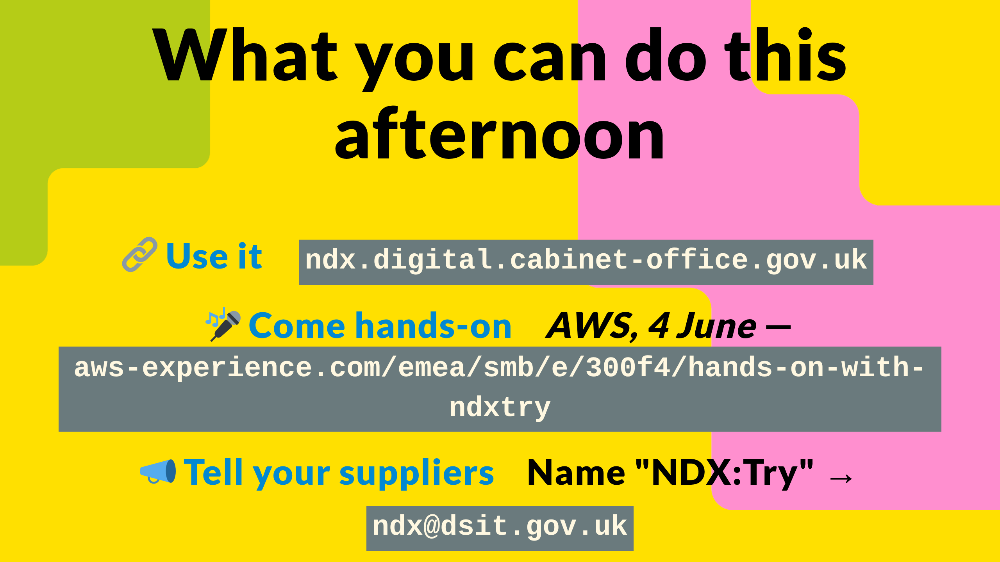 What you can do this
afternoon
🔗 Use it ndx.digital.cabinet-office.gov.uk
🎤 Come hands-on AWS, 4 June —
aws-experience.com/emea/smb/e/300f4/hands-on-with-
ndxtry
📣 Tell your suppliers Name "NDX:Try" →
ndx@dsit.gov.uk